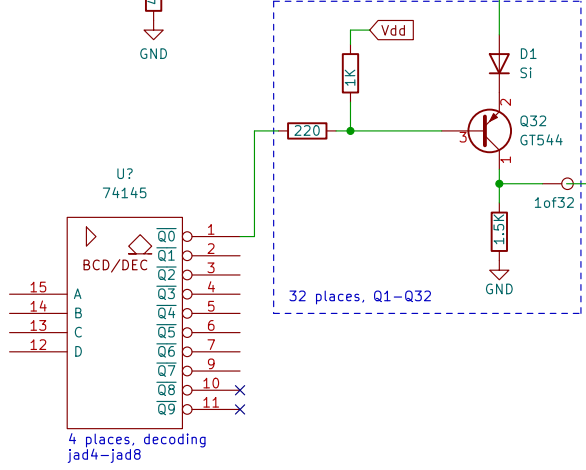 4
GND
Vdd
1K
D1
Si
2
220
3
Q32
GT544
1
1of32
1.5K
GND
32 places, Q1-Q32
U?
74145
BCD/DEC
Q0 1
Q1 2
15 A Q2 3
14 B Q3 4
13 C Q4 5
12 D Q5 6
Q6 7
Q7 9
Q8 10
Q9 11
4 places, decoding
jad4-jad8